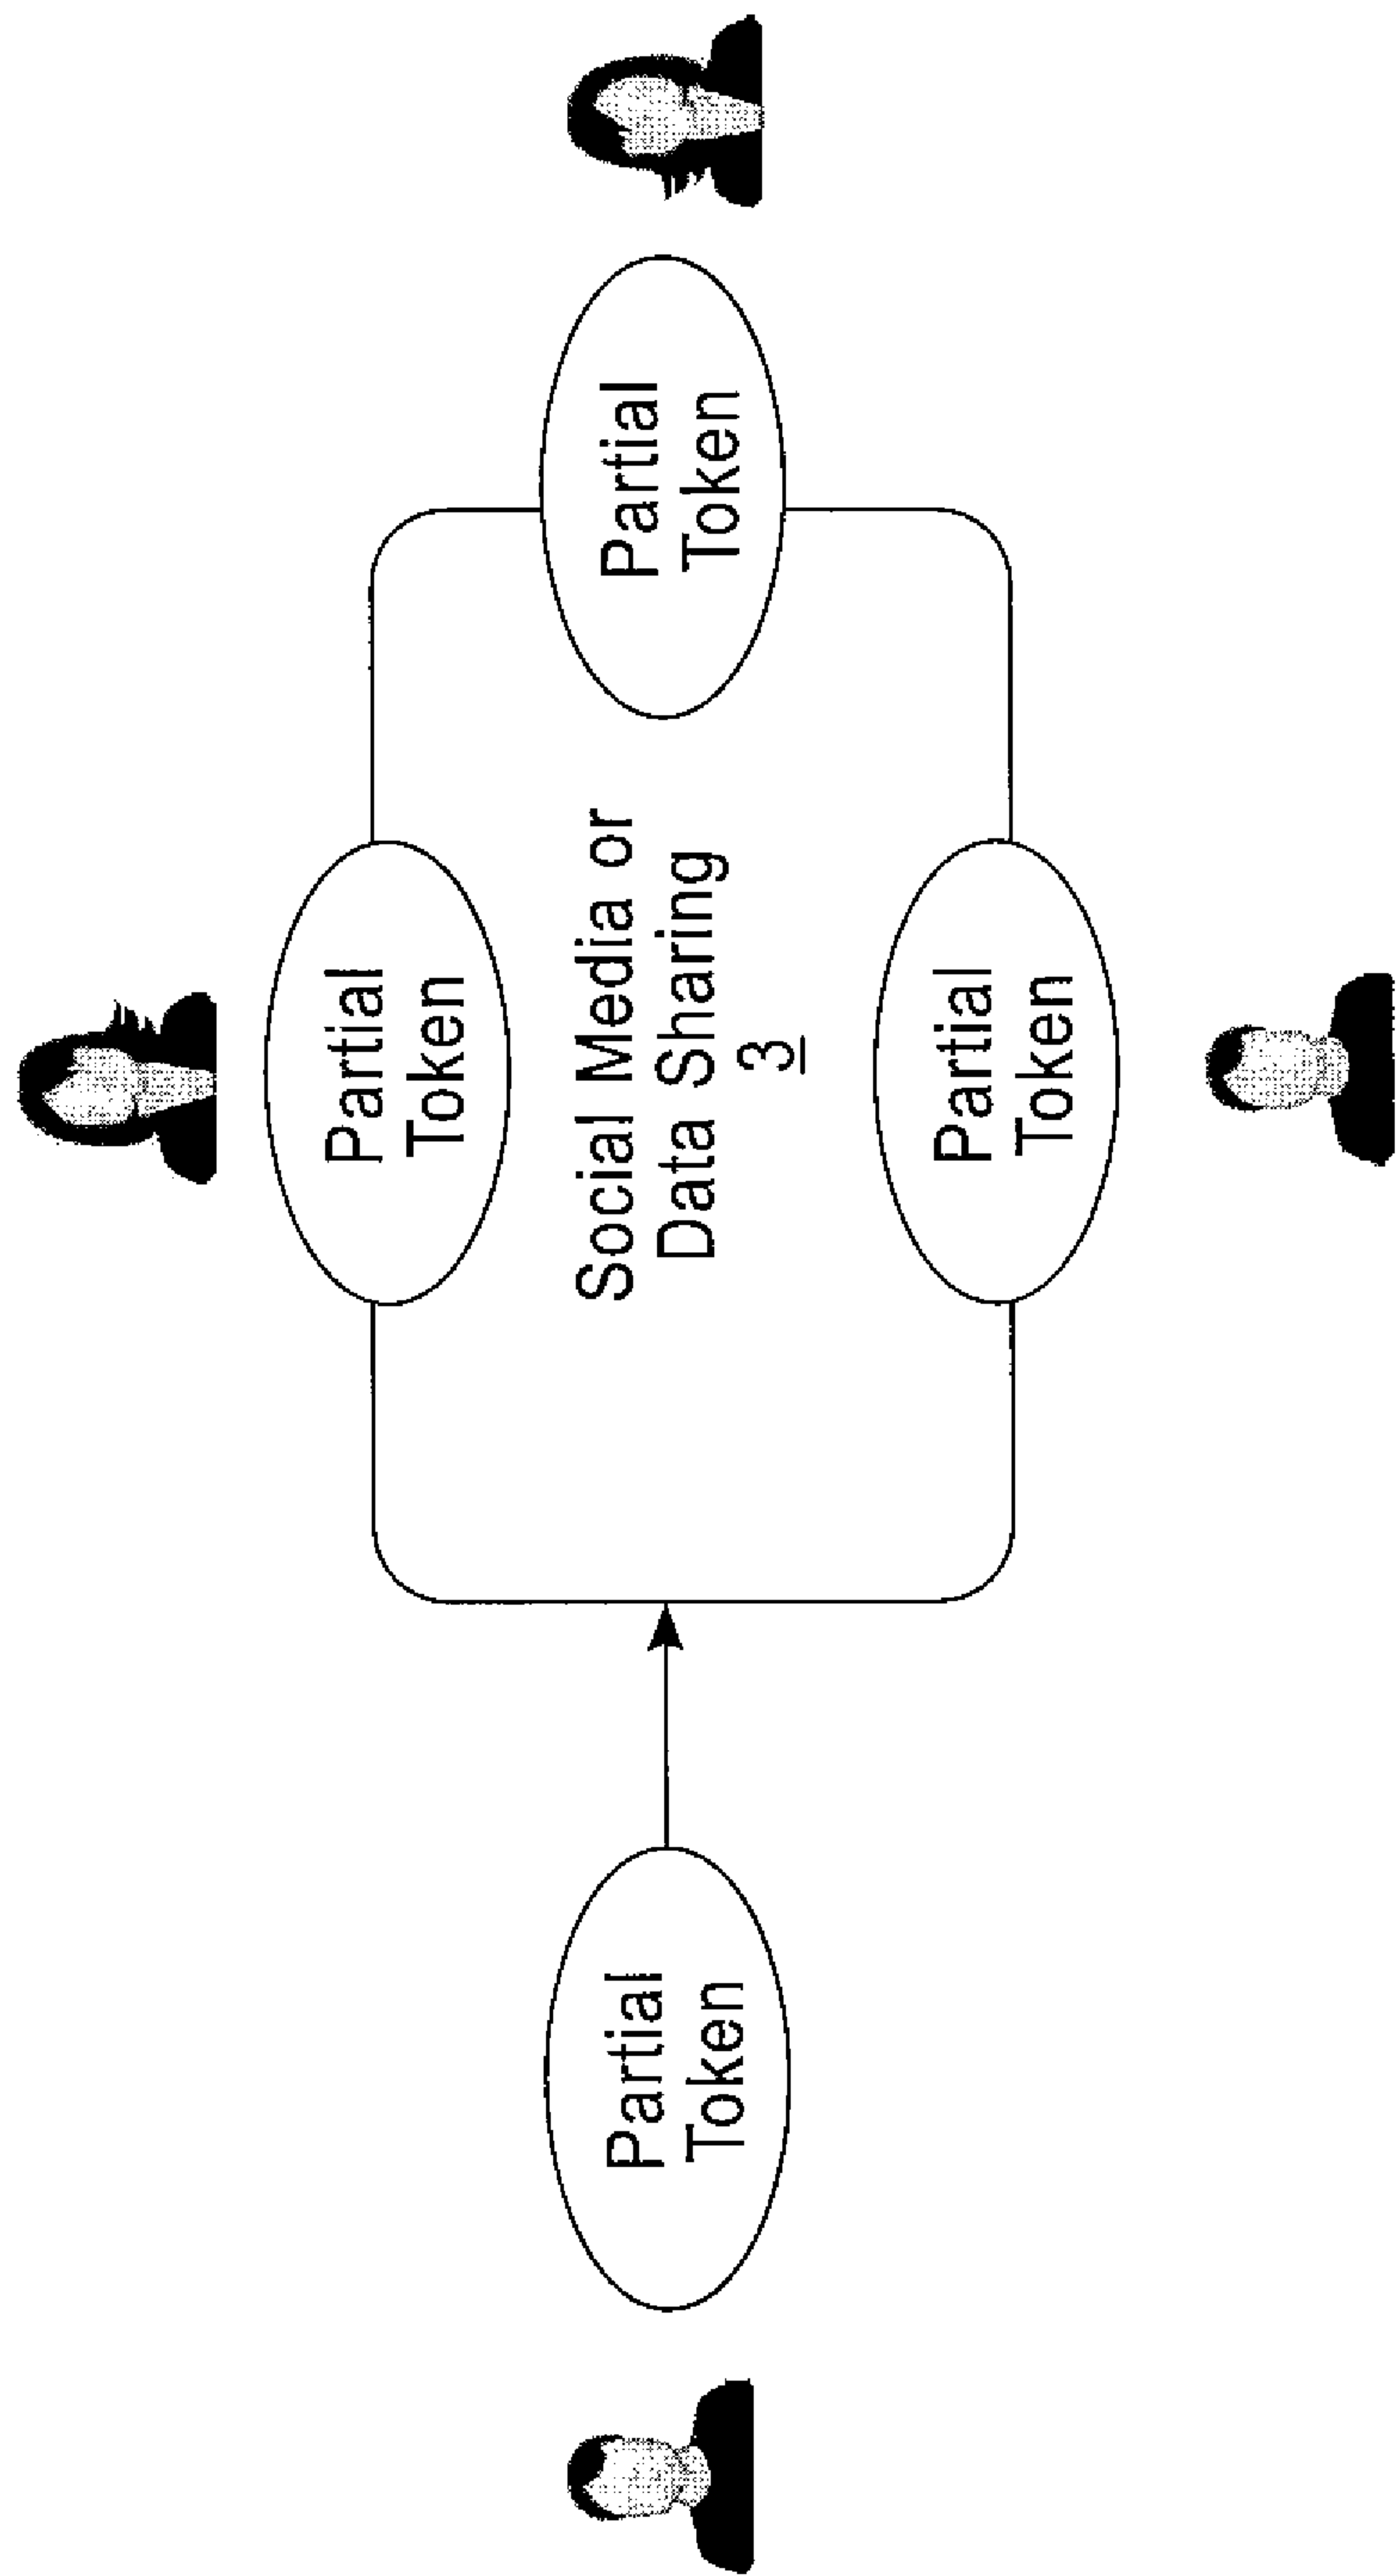 Partial
Token
Partial
Token
Social Media or
Data Sharing
3
Partial
Token
Partial
Token